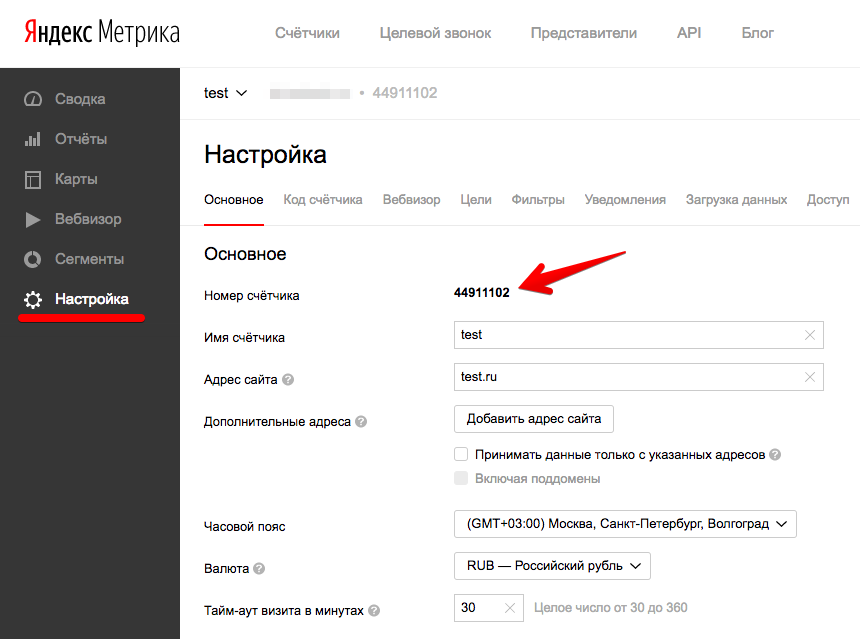 Яндекс Метрика
Счётчики Целевой звонок Представители API Блог
test • 44911102
Сводка
Отчёты
Карты
Вебвизор
Сегменты
Настройка
Настройка
Основное Код счётчика Вебвизор Цели Фильтры Уведомления Загрузка данных Доступ
Основное
Номер счётчика 44911102
Имя счётчика test
Адрес сайта ? test.ru
Дополнительные адреса ? Добавить адрес сайта
Принимать данные только с указанных адресов ?
Включая поддомены
Часовой пояс (GMT+03:00) Москва, Санкт-Петербург, Волгоград
Валюта ? RUB — Российский рубль
Тайм-аут визита в минутах ? 30 Целое число от 30 до 360